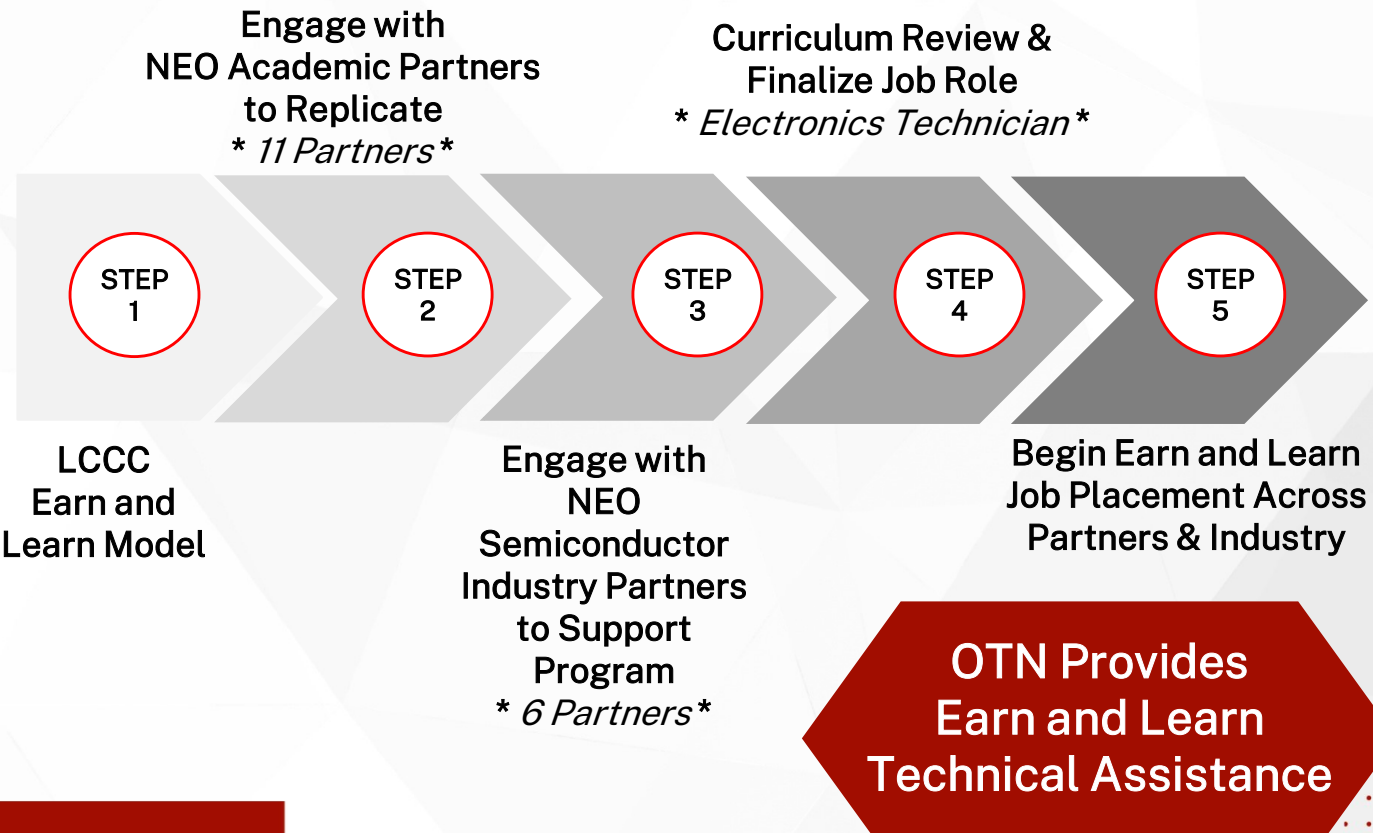 Engage with
NEO Academic Partners
to Replicate
* 11 Partners *
Curriculum Review &
Finalize Job Role
* Electronics Technician *
STEP
1
STEP
2
STEP
3
STEP
4
STEP
5
LCCC
Earn and
Learn Model
Engage with
NEO
Semiconductor
Industry Partners
to Support
Program
* 6 Partners *
Begin Earn and Learn
Job Placement Across
Partners & Industry
OTN Provides
Earn and Learn
Technical Assistance